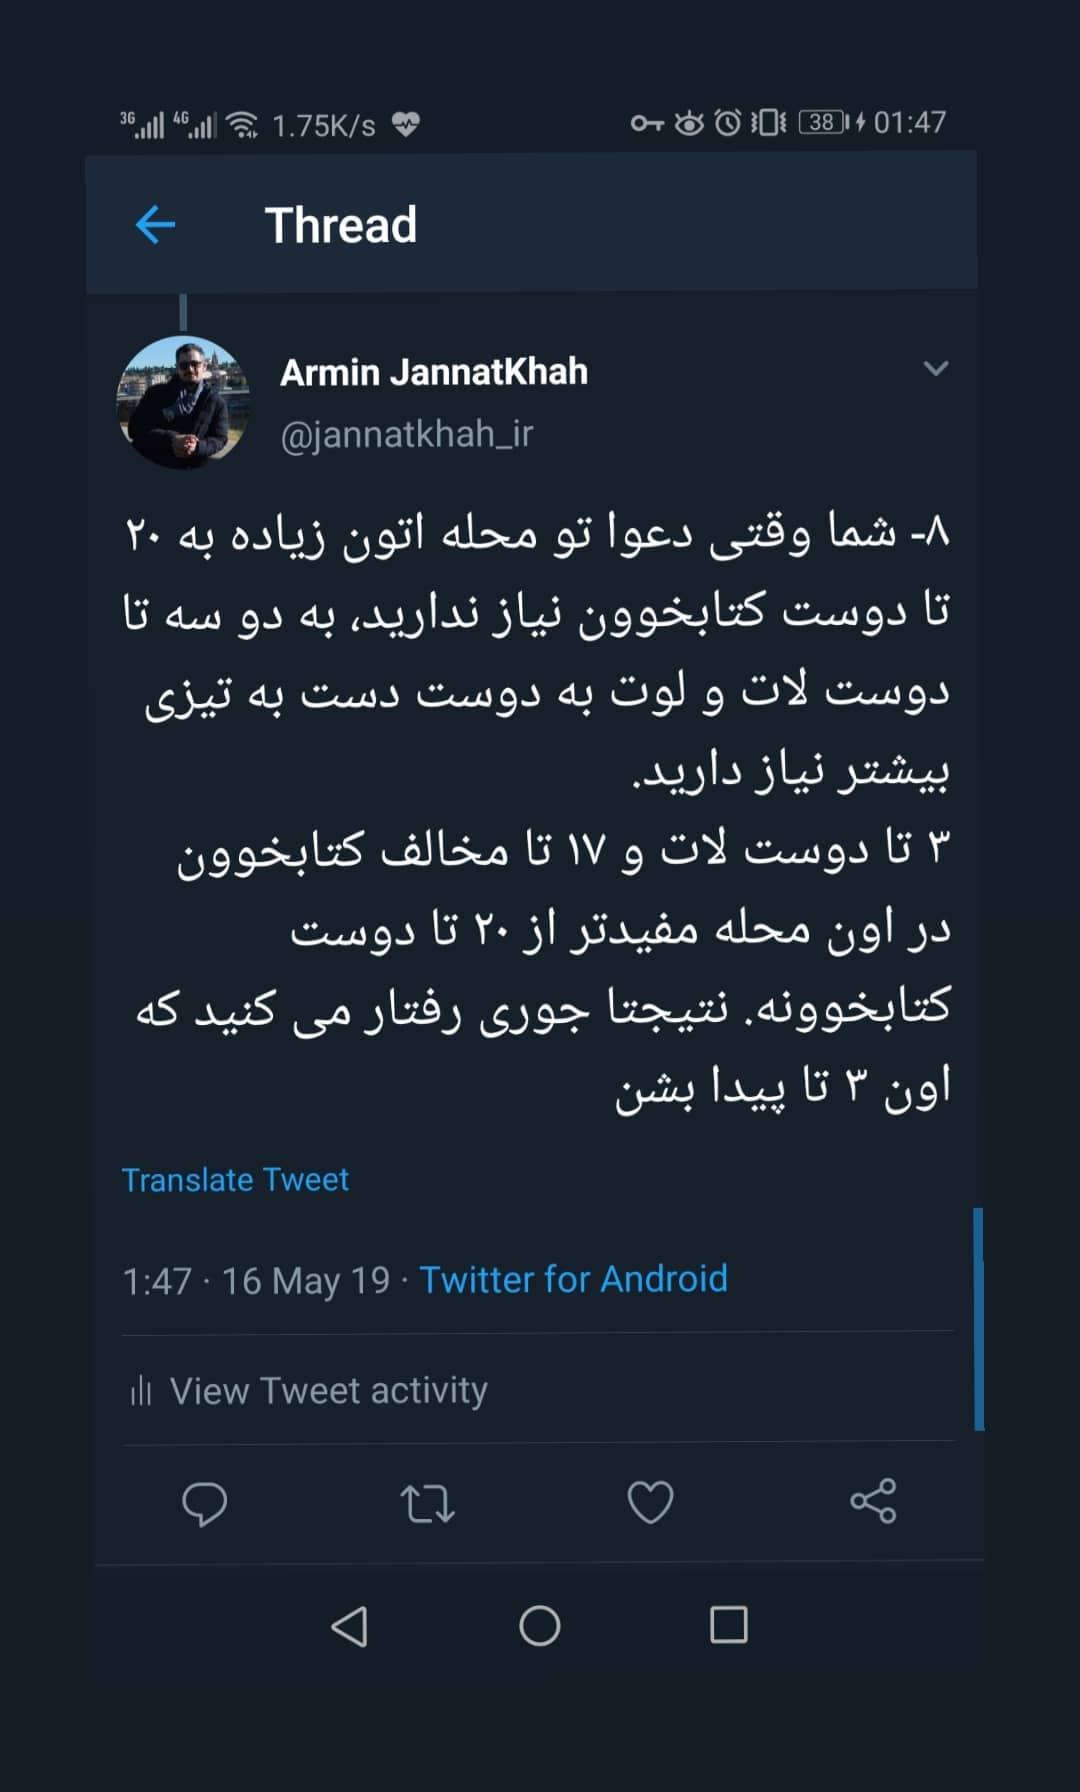 3G 4G 1.75K/s 38 01:47
Thread
Armin JannatKhah
@jannatkhah_ir
۸- شما وقتی دعوا تو محله اتون زیاده به ۲۰
تا دوست کتابخوون نیاز ندارید، به دو سه تا
دوست لات و لوت به دوست دست به تیزی
بیشتر نیاز دارید.
۳ تا دوست لات و ۱۷ تا مخالف کتابخوون
در اون محله مفیدتر از ۲۰ تا دوست
کتابخوونه. نتیجتا جوری رفتار می کنید که
اون ۳ تا پیدا بشن
Translate Tweet
1:47 · 16 May 19 · Twitter for Android
View Tweet activity